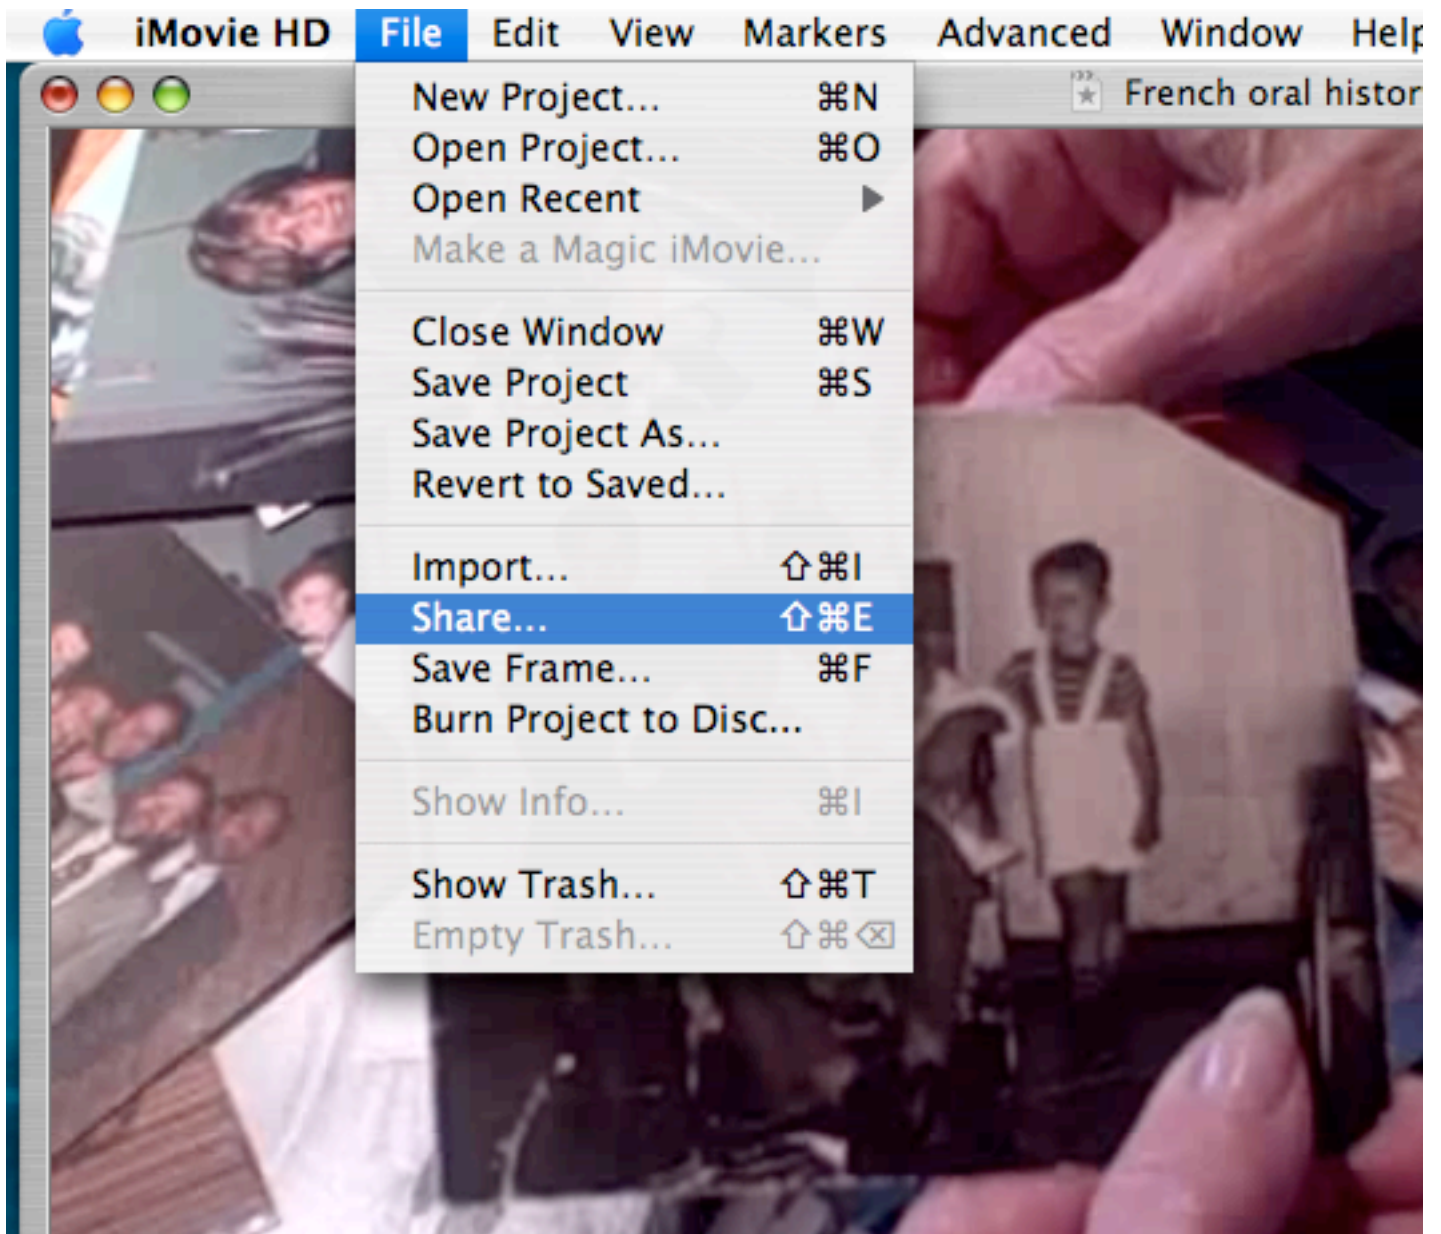 iMovie HD File Edit View Markers Advanced Window Help
French oral histor
New Project... ⌘N
Open Project... ⌘O
Open Recent ▶
Make a Magic iMovie...
Close Window ⌘W
Save Project ⌘S
Save Project As...
Revert to Saved...
Import... ⇧⌘I
Share... ⇧⌘E
Save Frame... ⌘F
Burn Project to Disc...
Show Info... ⌘I
Show Trash... ⇧⌘T
Empty Trash... ⇧⌘⌫